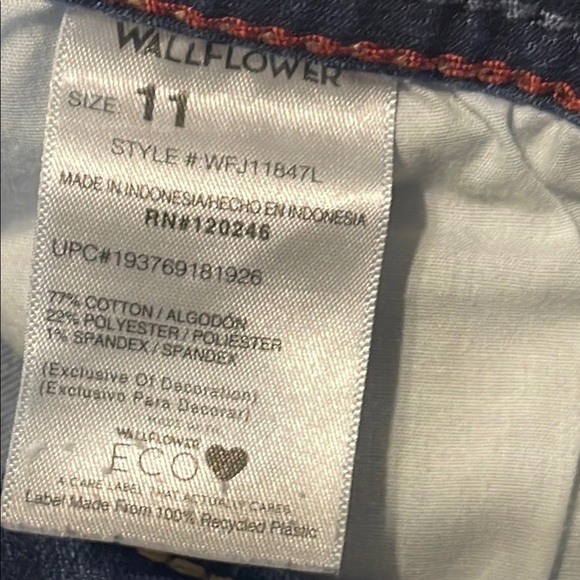 WALLFLOWER
SIZE: 11
STYLE #:WFJ11847L
MADE IN INDONESIA/HECHO EN INDONESIA
RN#120246
UPC#193769181926
77% COTTON / ALGODÓN
22% POLYESTER / POLIÉSTER
1% SPANDEX / SPANDEX
(Exclusive Of Decoration)
(Exclusivo Para Decorar)
MADE WITH
WALLFLOWER
ECO
A CARE LABEL THAT ACTUALLY CARES
Label Made From 100% Recycled Plastic